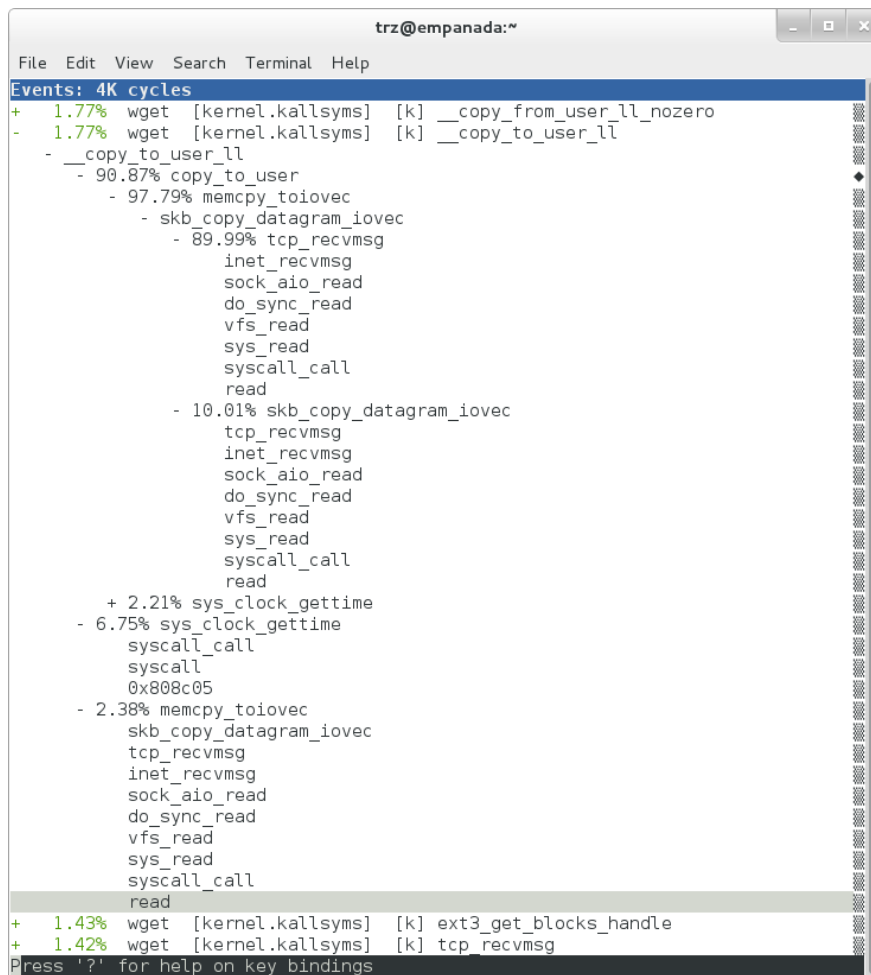 trz@empanada:~
File Edit View Search Terminal Help
Events: 4K cycles
+ 1.77% wget [kernel.kallsyms] [k] __copy_from_user_ll_nozero
- 1.77% wget [kernel.kallsyms] [k] __copy_to_user_ll
- __copy_to_user_ll
- 90.87% copy_to_user
- 97.79% memcpy_toiovec
- skb_copy_datagram_iovec
- 89.99% tcp_recvmsg
inet_recvmsg
sock_aio_read
do_sync_read
vfs_read
sys_read
syscall_call
read
- 10.01% skb_copy_datagram_iovec
tcp_recvmsg
inet_recvmsg
sock_aio_read
do_sync_read
vfs_read
sys_read
syscall_call
read
+ 2.21% sys_clock_gettime
- 6.75% sys_clock_gettime
syscall_call
syscall
0x808c05
- 2.38% memcpy_toiovec
skb_copy_datagram_iovec
tcp_recvmsg
inet_recvmsg
sock_aio_read
do_sync_read
vfs_read
sys_read
syscall_call
read
+ 1.43% wget [kernel.kallsyms] [k] ext3_get_blocks_handle
+ 1.42% wget [kernel.kallsyms] [k] tcp_recvmsg
Press '?' for help on key bindings